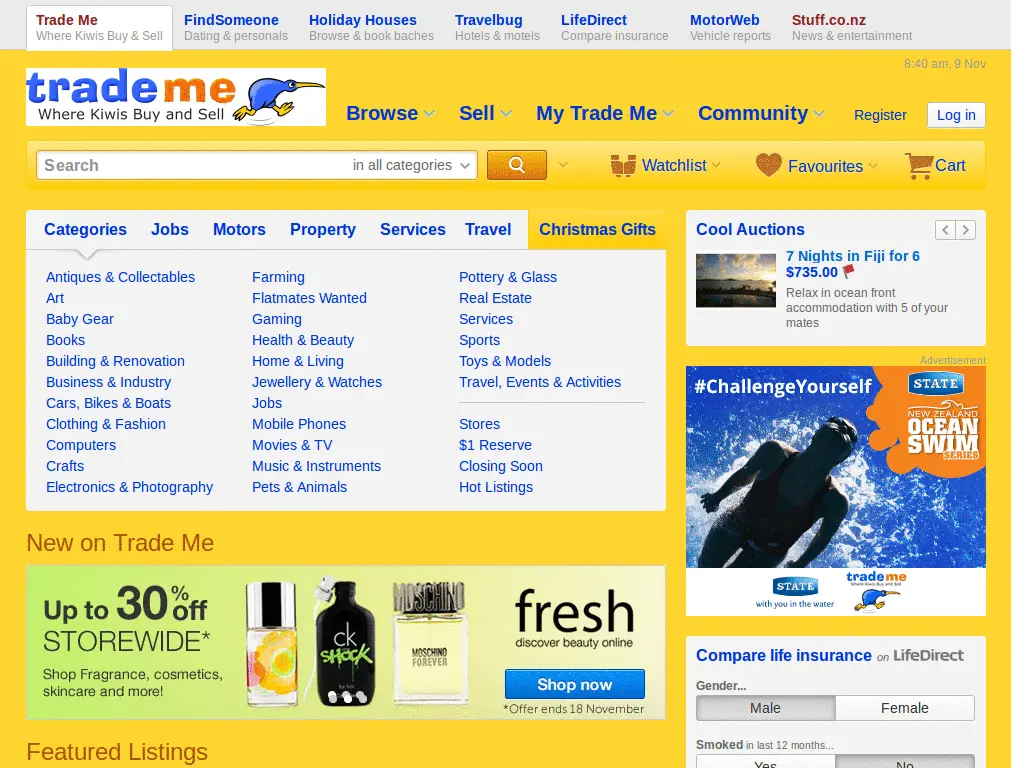 Trade Me
Where Kiwis Buy & Sell
FindSomeone
Dating & personals
Holiday Houses
Browse & book baches
Travelbug
Hotels & motels
LifeDirect
Compare insurance
MotorWeb
Vehicle reports
Stuff.co.nz
News & entertainment
8:40 am, 9 Nov
trademe
Where Kiwis Buy and Sell
Browse
Sell
My Trade Me
Community
Register
Log in
Search
in all categories
Watchlist
Favourites
Cart
Categories
Jobs
Motors
Property
Services
Travel
Christmas Gifts
Antiques & Collectables
Art
Baby Gear
Books
Building & Renovation
Business & Industry
Cars, Bikes & Boats
Clothing & Fashion
Computers
Crafts
Electronics & Photography
Farming
Flatmates Wanted
Gaming
Health & Beauty
Home & Living
Jewellery & Watches
Jobs
Mobile Phones
Movies & TV
Music & Instruments
Pets & Animals
Pottery & Glass
Real Estate
Services
Sports
Toys & Models
Travel, Events & Activities
Stores
$1 Reserve
Closing Soon
Hot Listings
Cool Auctions
7 Nights in Fiji for 6
$735.00
Relax in ocean front
accommodation with 5 of your
mates
Advertisement
#ChallengeYourself
STATE
NEW ZEALAND
OCEAN
SWIM
SERIES
STATE
with you in the water
trademe
Where Kiwis Buy and Sell
New on Trade Me
Up to 30% off
STOREWIDE*
Shop Fragrance, cosmetics,
skincare and more!
ck
SHOCK
MOSCHINO
MOSCHINO
FOREVER
fresh
discover beauty online
Shop now
*Offer ends 18 November
Compare life insurance on LifeDirect
Gender...
Male
Female
Smoked in last 12 months...
Yes
No
Featured Listings